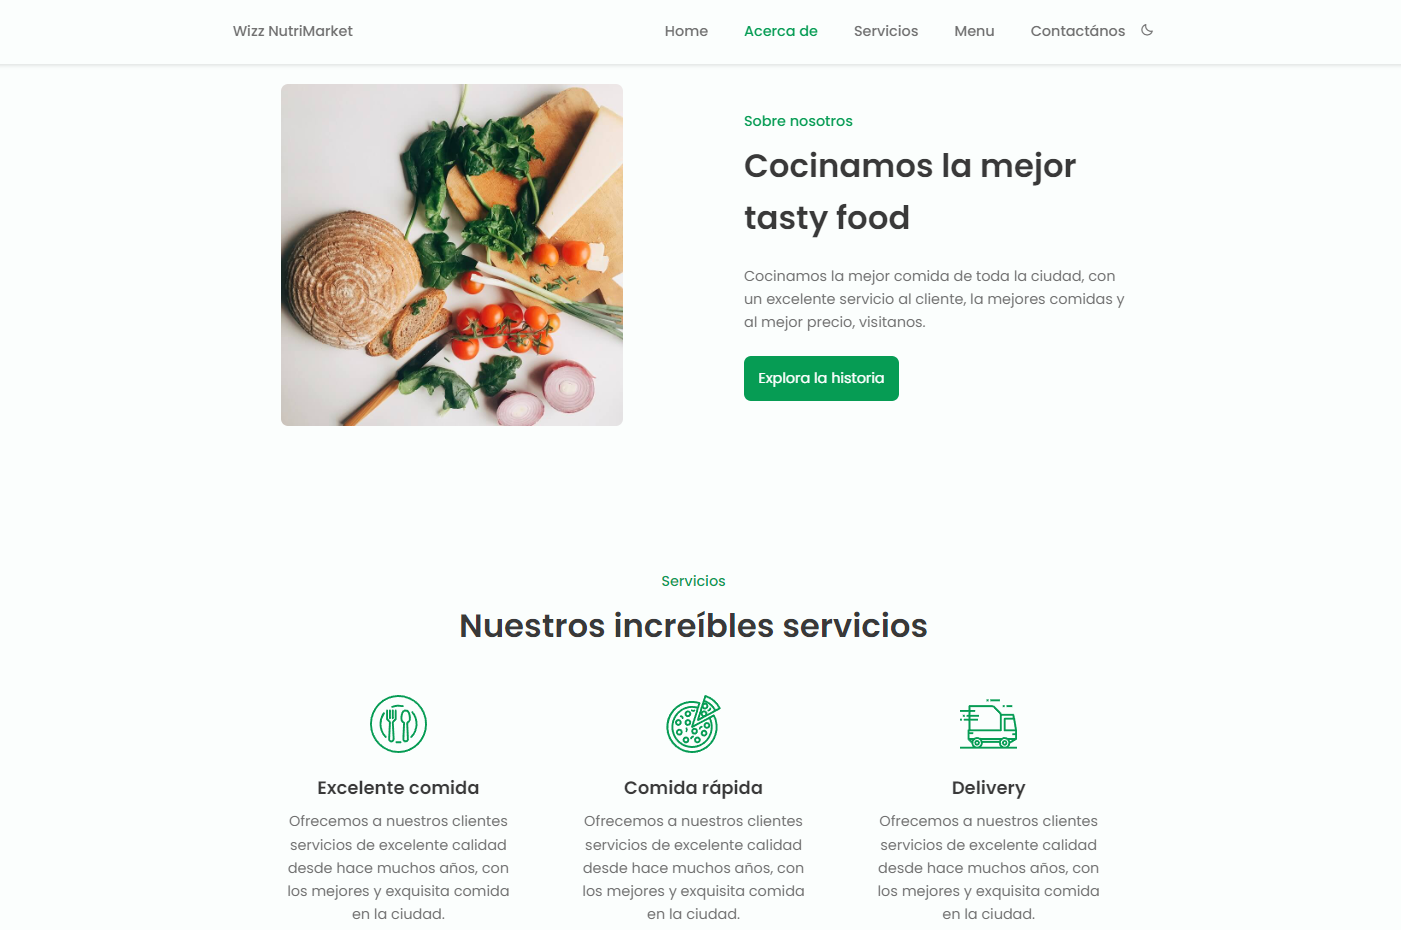 Wizz NutriMarket
Home
Acerca de
Servicios
Menu
Contactános
Sobre nosotros
Cocinamos la mejor
tasty food
Cocinamos la mejor comida de toda la ciudad, con
un excelente servicio al cliente, la mejores comidas y
al mejor precio, visitanos.
Explora la historia
Servicios
Nuestros increíbles servicios
Excelente comida
Ofrecemos a nuestros clientes
servicios de excelente calidad
desde hace muchos años, con
los mejores y exquisita comida
en la ciudad.
Comida rápida
Ofrecemos a nuestros clientes
servicios de excelente calidad
desde hace muchos años, con
los mejores y exquisita comida
en la ciudad.
Delivery
Ofrecemos a nuestros clientes
servicios de excelente calidad
desde hace muchos años, con
los mejores y exquisita comida
en la ciudad.